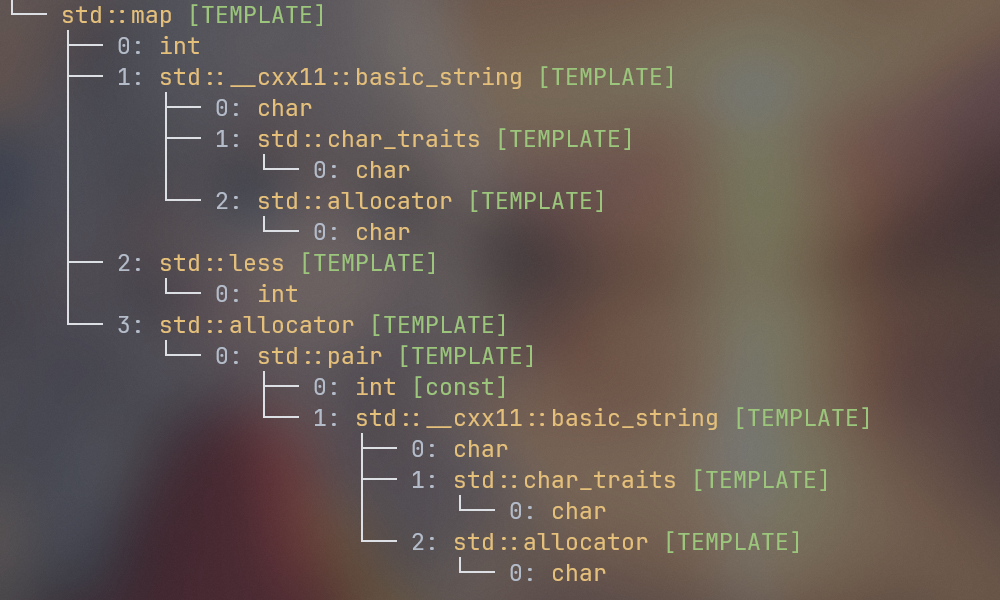 std::map [TEMPLATE]
0: int
1: std::__cxx11::basic_string [TEMPLATE]
0: char
1: std::char_traits [TEMPLATE]
0: char
2: std::allocator [TEMPLATE]
0: char
2: std::less [TEMPLATE]
0: int
3: std::allocator [TEMPLATE]
0: std::pair [TEMPLATE]
0: int [const]
1: std::__cxx11::basic_string [TEMPLATE]
0: char
1: std::char_traits [TEMPLATE]
0: char
2: std::allocator [TEMPLATE]
0: char